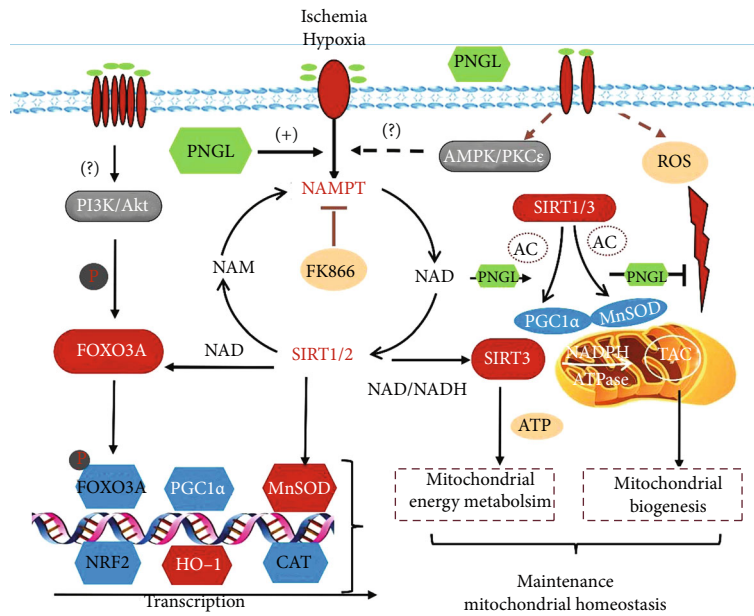 Ischemia
Hypoxia
PNGL
(?)
PNGL
(+)
(?)
AMPK/PKCε
ROS
PI3K/Akt
NAMPT
SIRT1/3
AC
AC
P
NAM
FK866
NAD
PNGL
PNGL
PGC1α
MnSOD
FOXO3A
NAD
SIRT1/2
SIRT3
NADPH
TAC
ATPase
NAD/NADH
ATP
P
FOXO3A
PGC1α
MnSOD
Mitochondrial
energy metabolsim
Mitochondrial
biogenesis
NRF2
HO–1
CAT
Transcription
Maintenance
mitochondrial homeostasis